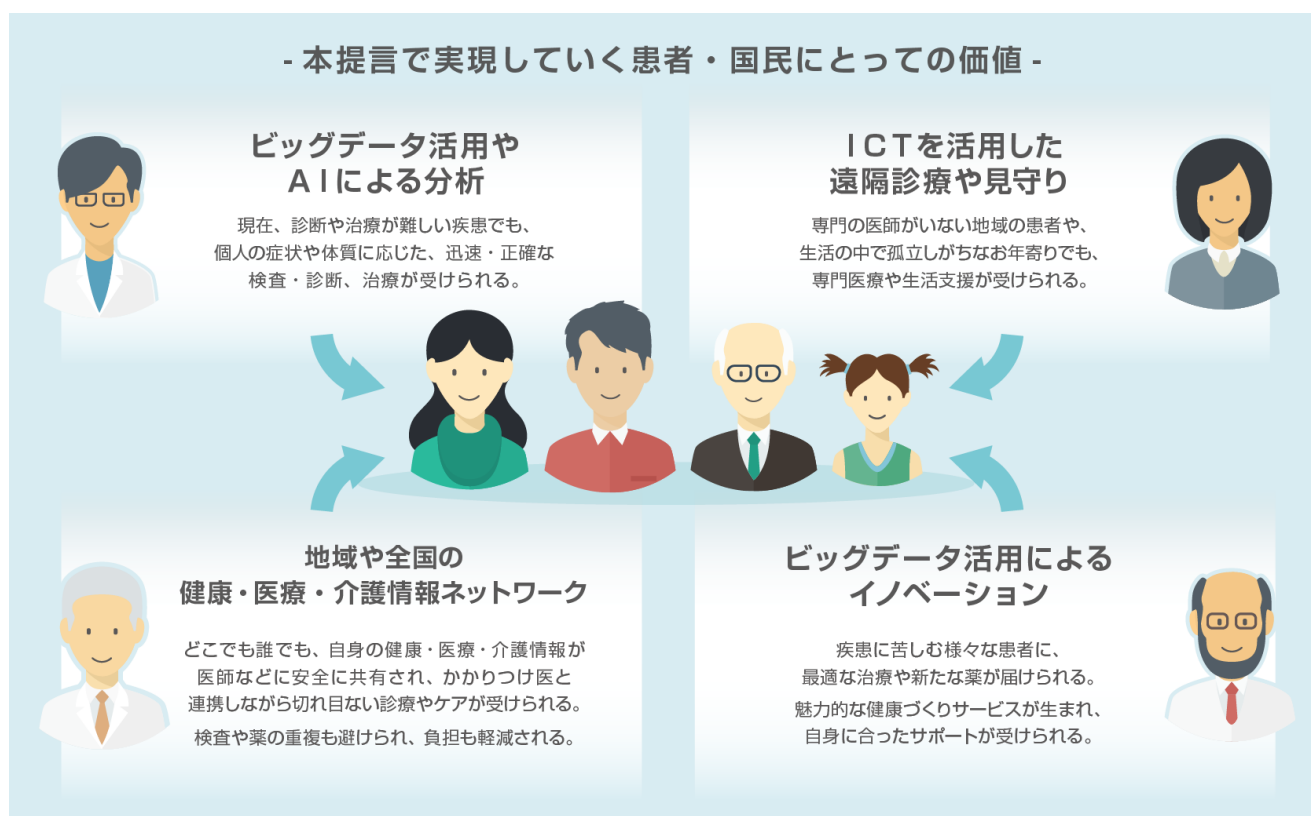 - 本提言で実現していく患者・国民にとっての価値 -
ビッグデータ活用や
AIによる分析
現在、診断や治療が難しい疾患でも、
個人の症状や体質に応じた、迅速・正確な
検査・診断、治療が受けられる。
ICTを活用した
遠隔診療や見守り
専門の医師がいない地域の患者や、
生活の中で孤立しがちなお年寄りでも、
専門医療や生活支援が受けられる。
地域や全国の
健康・医療・介護情報ネットワーク
どこでも誰でも、自身の健康・医療・介護情報が
医師などに安全に共有され、かかりつけ医と
連携しながら切れ目ない診療やケアが受けられる。
検査や薬の重複も避けられ、負担も軽減される。
ビッグデータ活用による
イノベーション
疾患に苦しむ様々な患者に、
最適な治療や新たな薬が届けられる。
魅力的な健康づくりサービスが生まれ、
自身に合ったサポートが受けられる。